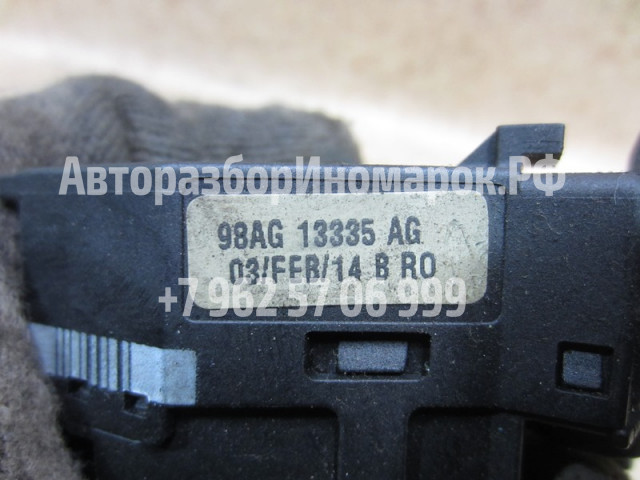 АвторазборИномарок.РФ
98AG 13335 AG
03/FEB/14 B RO
+7 962 57 06 999